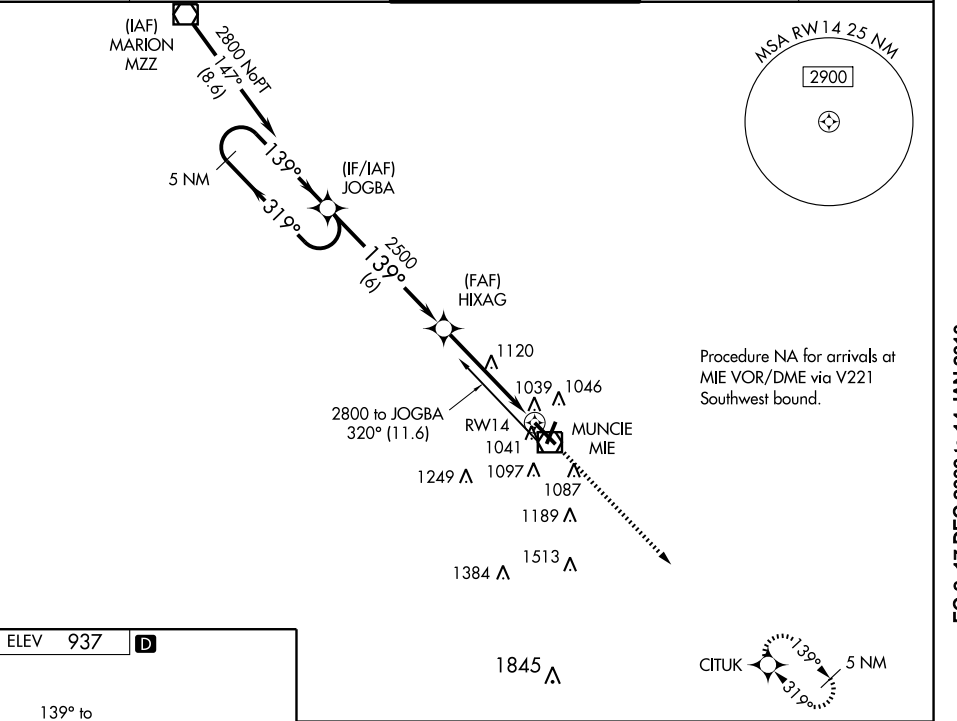 (IAF)
MARION
MZZ
2800 NoPT
147°
(8.6)
MSA RW14 25 NM
2900
5 NM
139°
319°
(IF/IAF)
JOGBA
2500
139°
(6)
(FAF)
HIXAG
1120
1039
1046
Procedure NA for arrivals at
MIE VOR/DME via V221
Southwest bound.
2800 to JOGBA
320° (11.6)
RW14
1041
MUNCIE
MIE
1249
1097
1087
1189
1513
1384
ELEV 937
D
1845
CITUK
139°
319°
5 NM
139° to